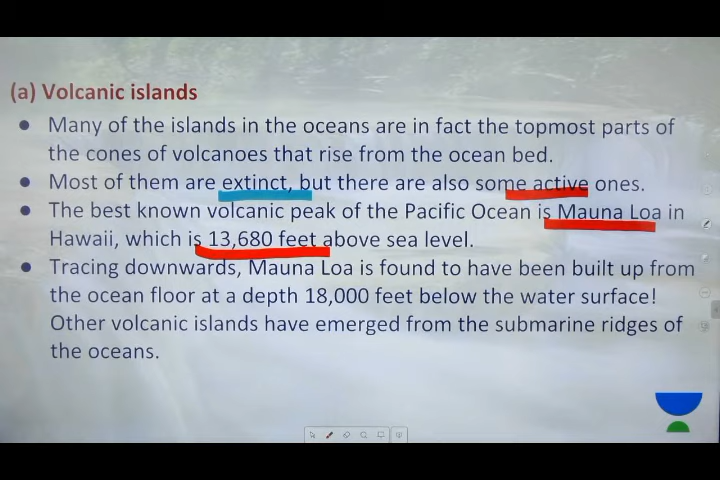 (a) Volcanic islands
● Many of the islands in the oceans are in fact the topmost parts of
the cones of volcanoes that rise from the ocean bed.
● Most of them are extinct, but there are also some active ones.
● The best known volcanic peak of the Pacific Ocean is Mauna Loa in
Hawaii, which is 13,680 feet above sea level.
● Tracing downwards, Mauna Loa is found to have been built up from
the ocean floor at a depth 18,000 feet below the water surface!
Other volcanic islands have emerged from the submarine ridges of
the oceans.